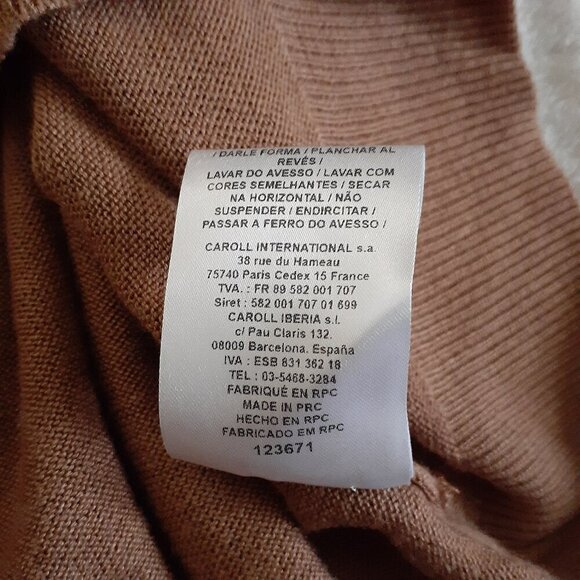 / DARLE FORMA / PLANCHAR AL
REVÉS /
LAVAR DO AVESSO / LAVAR COM
CORES SEMELHANTES / SECAR
NA HORIZONTAL / NÃO
SUSPENDER / ENDIRCITAR /
PASSAR A FERRO DO AVESSO /
CAROLL INTERNATIONAL s.a.
38 rue du Hameau
75740 Paris Cedex 15 France
TVA. : FR 89 582 001 707
Siret : 582 001 707 01 699
CAROLL IBERIA s.l.
c/ Pau Claris 132.
08009 Barcelona. España
IVA : ESB 831 362 18
TEL : 03-5468-3284
FABRIQUÉ EN RPC
MADE IN PRC
HECHO EN RPC
FABRICADO EM RPC
123671